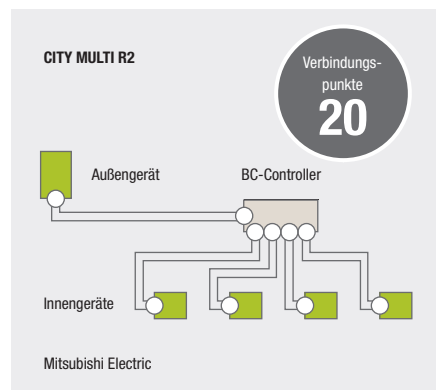 CITY MULTI R2
Verbindungs-
punkte
20
Außengerät
BC-Controller
Innengeräte
Mitsubishi Electric